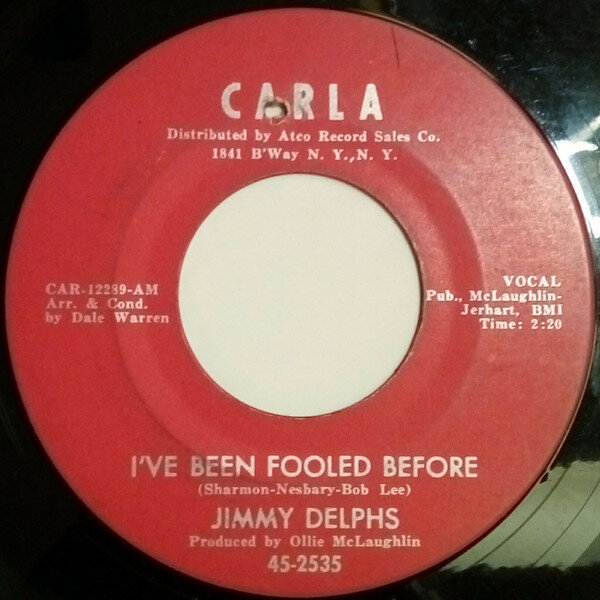 CARLA
Distributed by Atco Record Sales Co.
1841 B'Way N. Y., N. Y.
CAR-12289-AM
Arr. & Cond.
by Dale Warren
VOCAL
Pub., McLaughlin-
Jerhart, BMI
Time: 2:20
I'VE BEEN FOOLED BEFORE
(Sharmon-Nesbary-Bob Lee)
JIMMY DELPHS
Produced by Ollie McLaughlin
45-2535